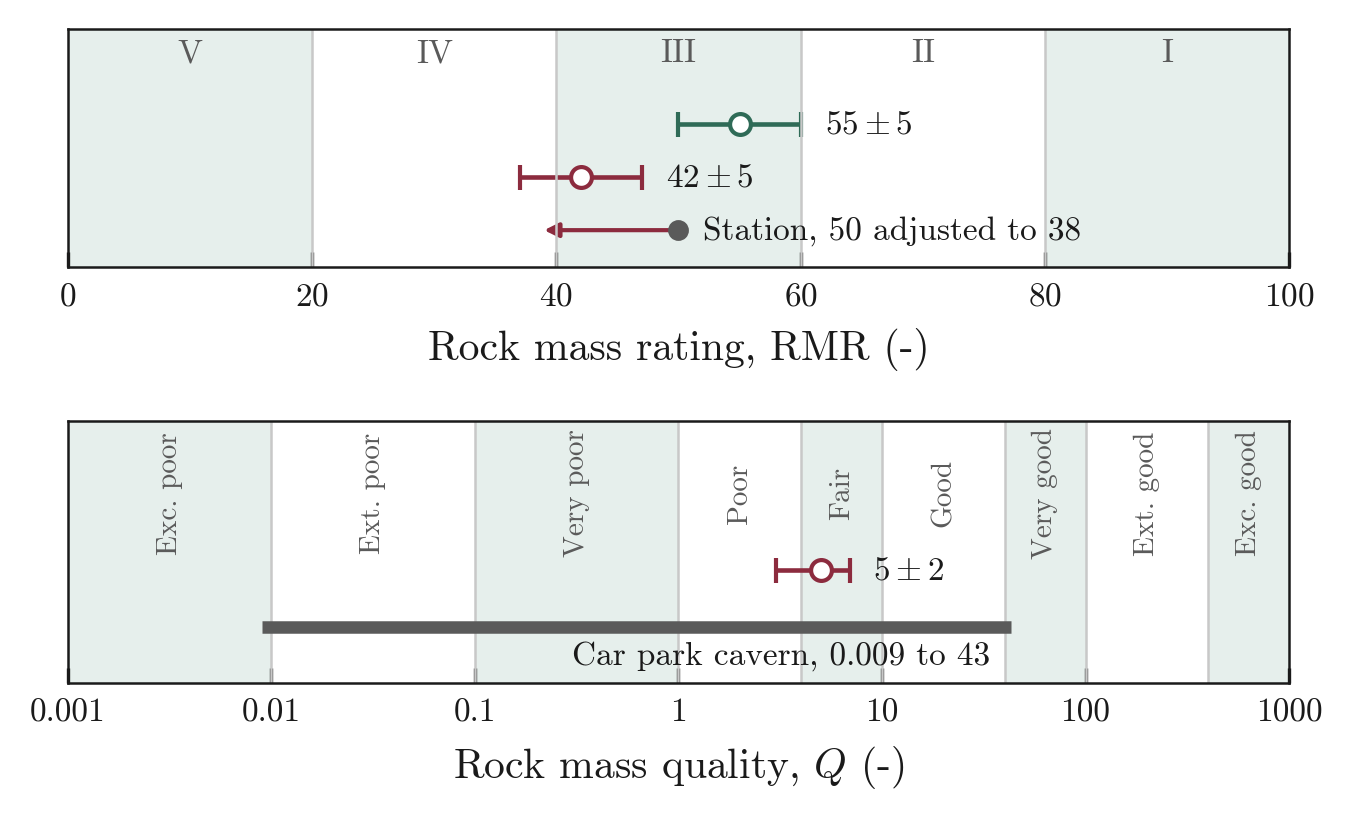 V IV III II I
55 ± 5
42 ± 5
Station, 50 adjusted to 38
0 20 40 60 80 100
Rock mass rating, RMR (-)
Exc. poor
Ext. poor
Very poor
Poor
Fair
Good
Very good
Ext. good
Exc. good
5 ± 2
Car park cavern, 0.009 to 43
0.001 0.01 0.1 1 10 100 1000
Rock mass quality, Q (-)